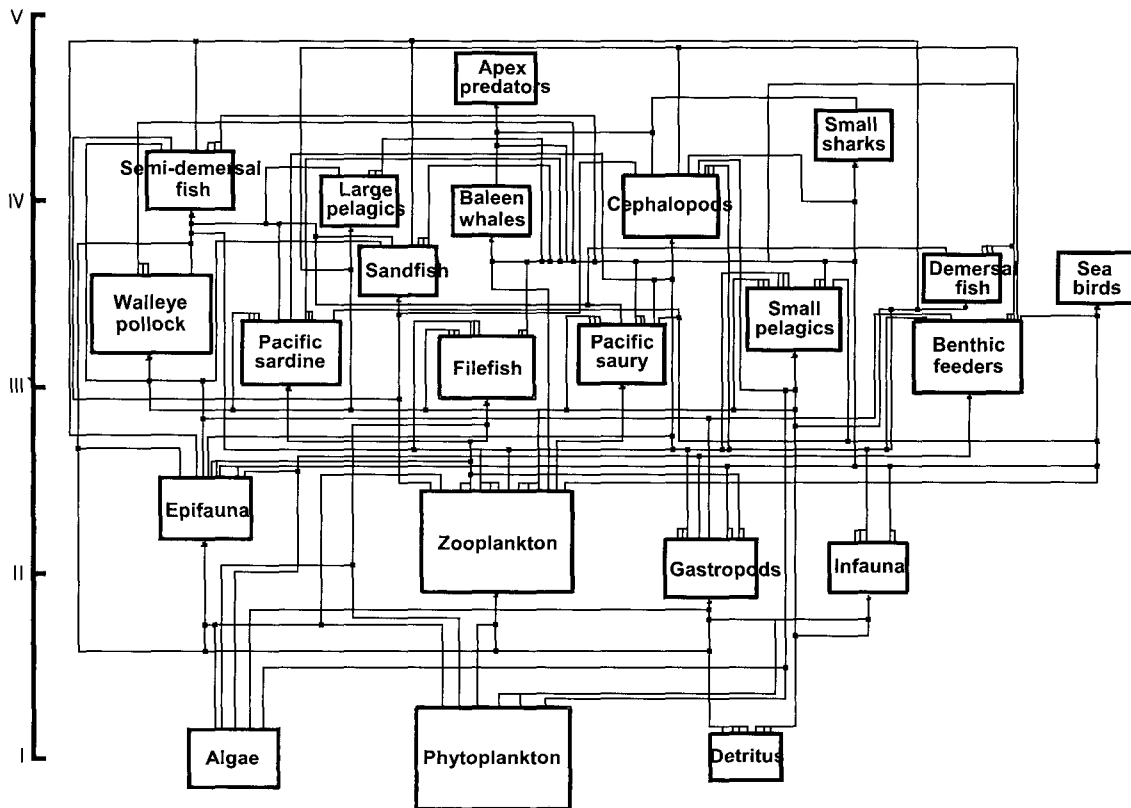 V
Apex
predators
Small
sharks
Semi-demersal
fish
IV
Large
pelagics
Baleen
whales
Cephalopods
Sandfish
Demersal
fish
Sea
birds
Walleye
pollock
Small
pelagics
Pacific
sardine
Filefish
Pacific
saury
Benthic
feeders
III
Epifauna
Zooplankton
Gastropods
Infauna
II
Algae
Phytoplankton
Detritus
I